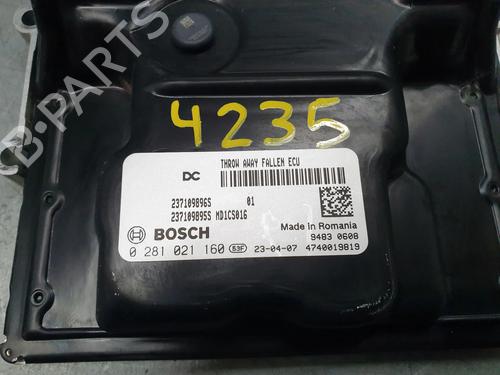 4235
THROW AWAY FALLEN ECU
DC
237109896S 01
237109895S MD1CS016
BOSCH
Made in Romania
9483 0608
0 281 021 160 53F 23-04-07 4740019819
B-PARTS